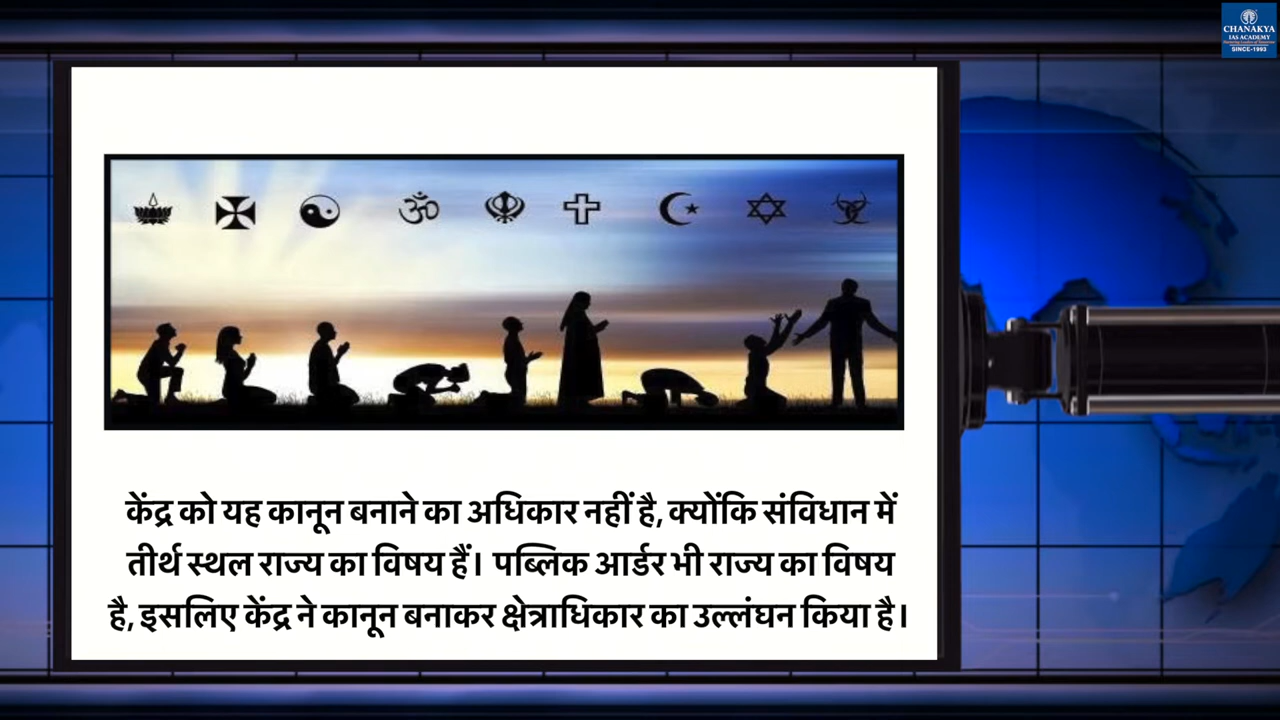 CHANAKYA
IAS ACADEMY
SINCE-1993
केंद्र को यह कानून बनाने का अधिकार नहीं है, क्योंकि संविधान में
तीर्थ स्थल राज्य का विषय हैं। पब्लिक आर्डर भी राज्य का विषय
है, इसलिए केंद्र ने कानून बनाकर क्षेत्राधिकार का उल्लंघन किया है।